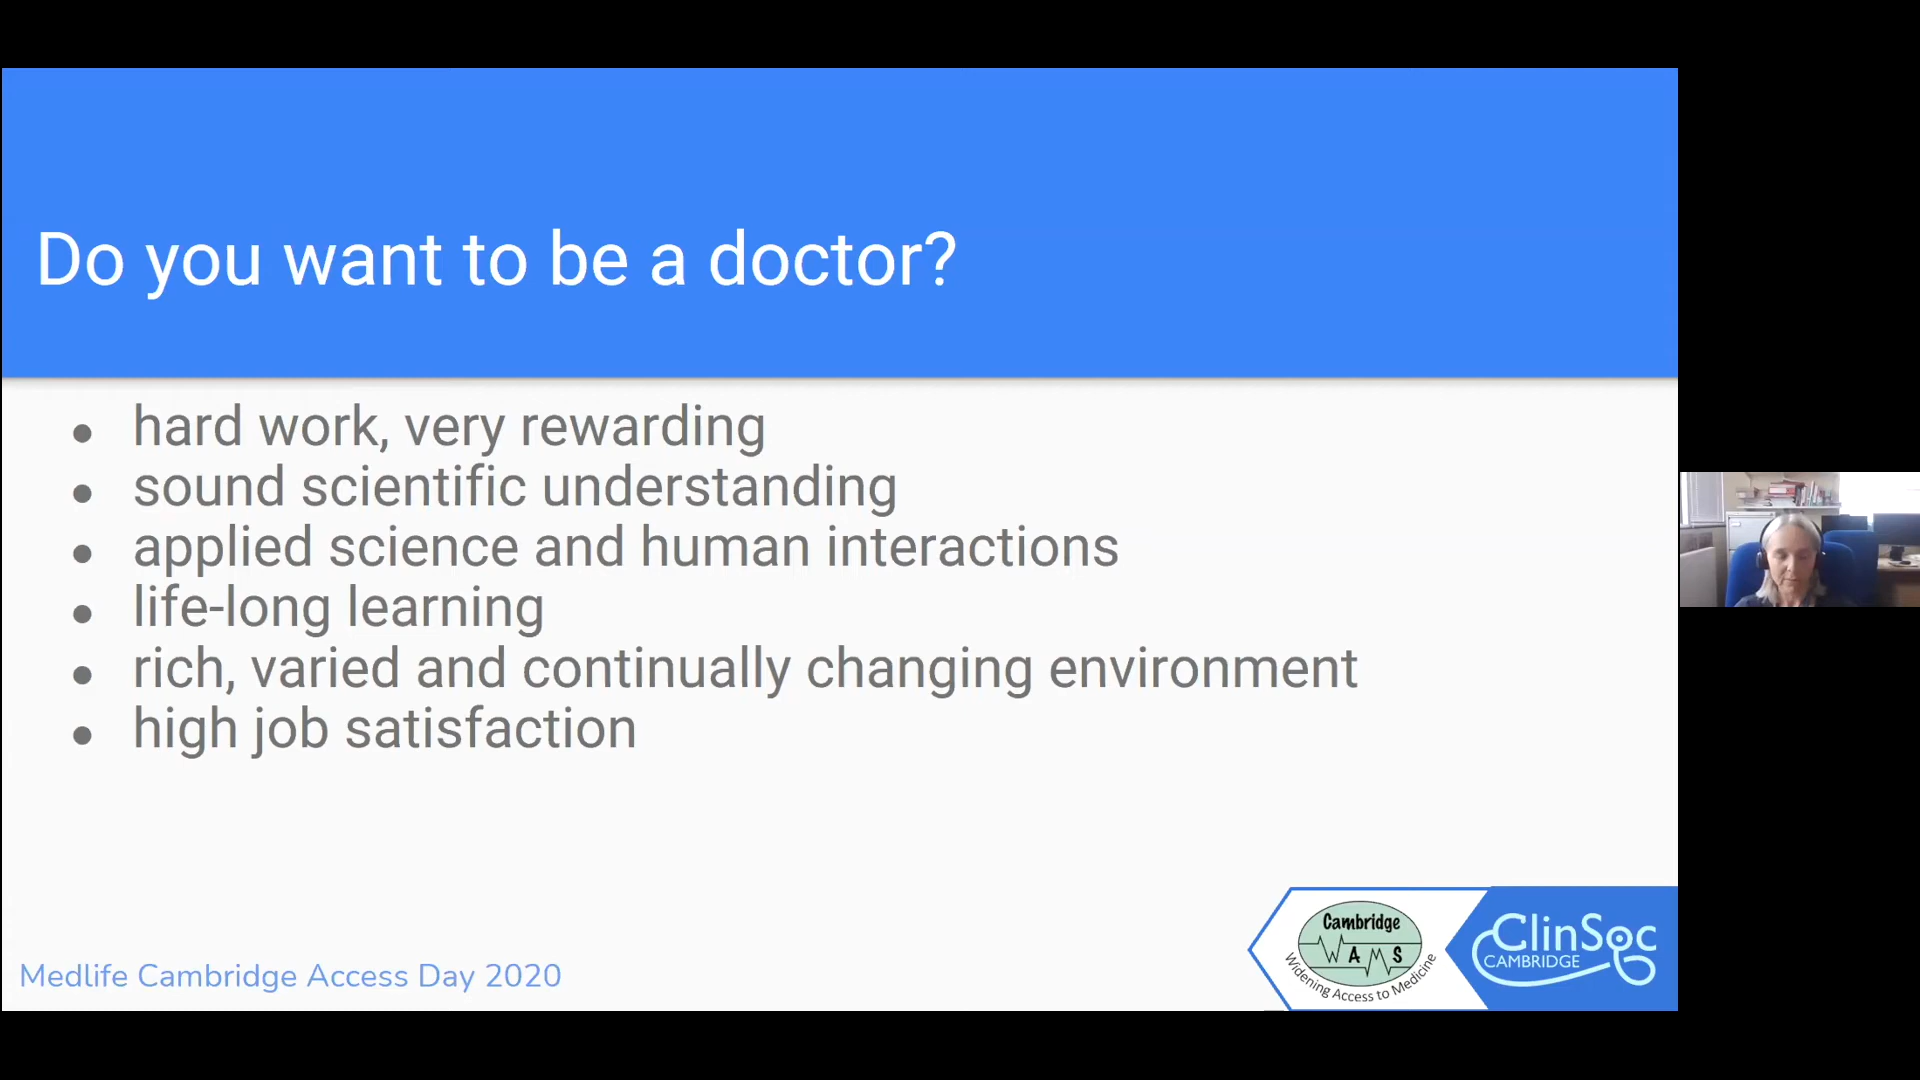 Do you want to be a doctor?
hard work, very rewarding
sound scientific understanding
applied science and human interactions
life-long learning
rich, varied and continually changing environment
high job satisfaction
Medlife Cambridge Access Day 2020
Cambridge
WAMS
Widening Access to Medicine
ClinSoc
CAMBRIDGE